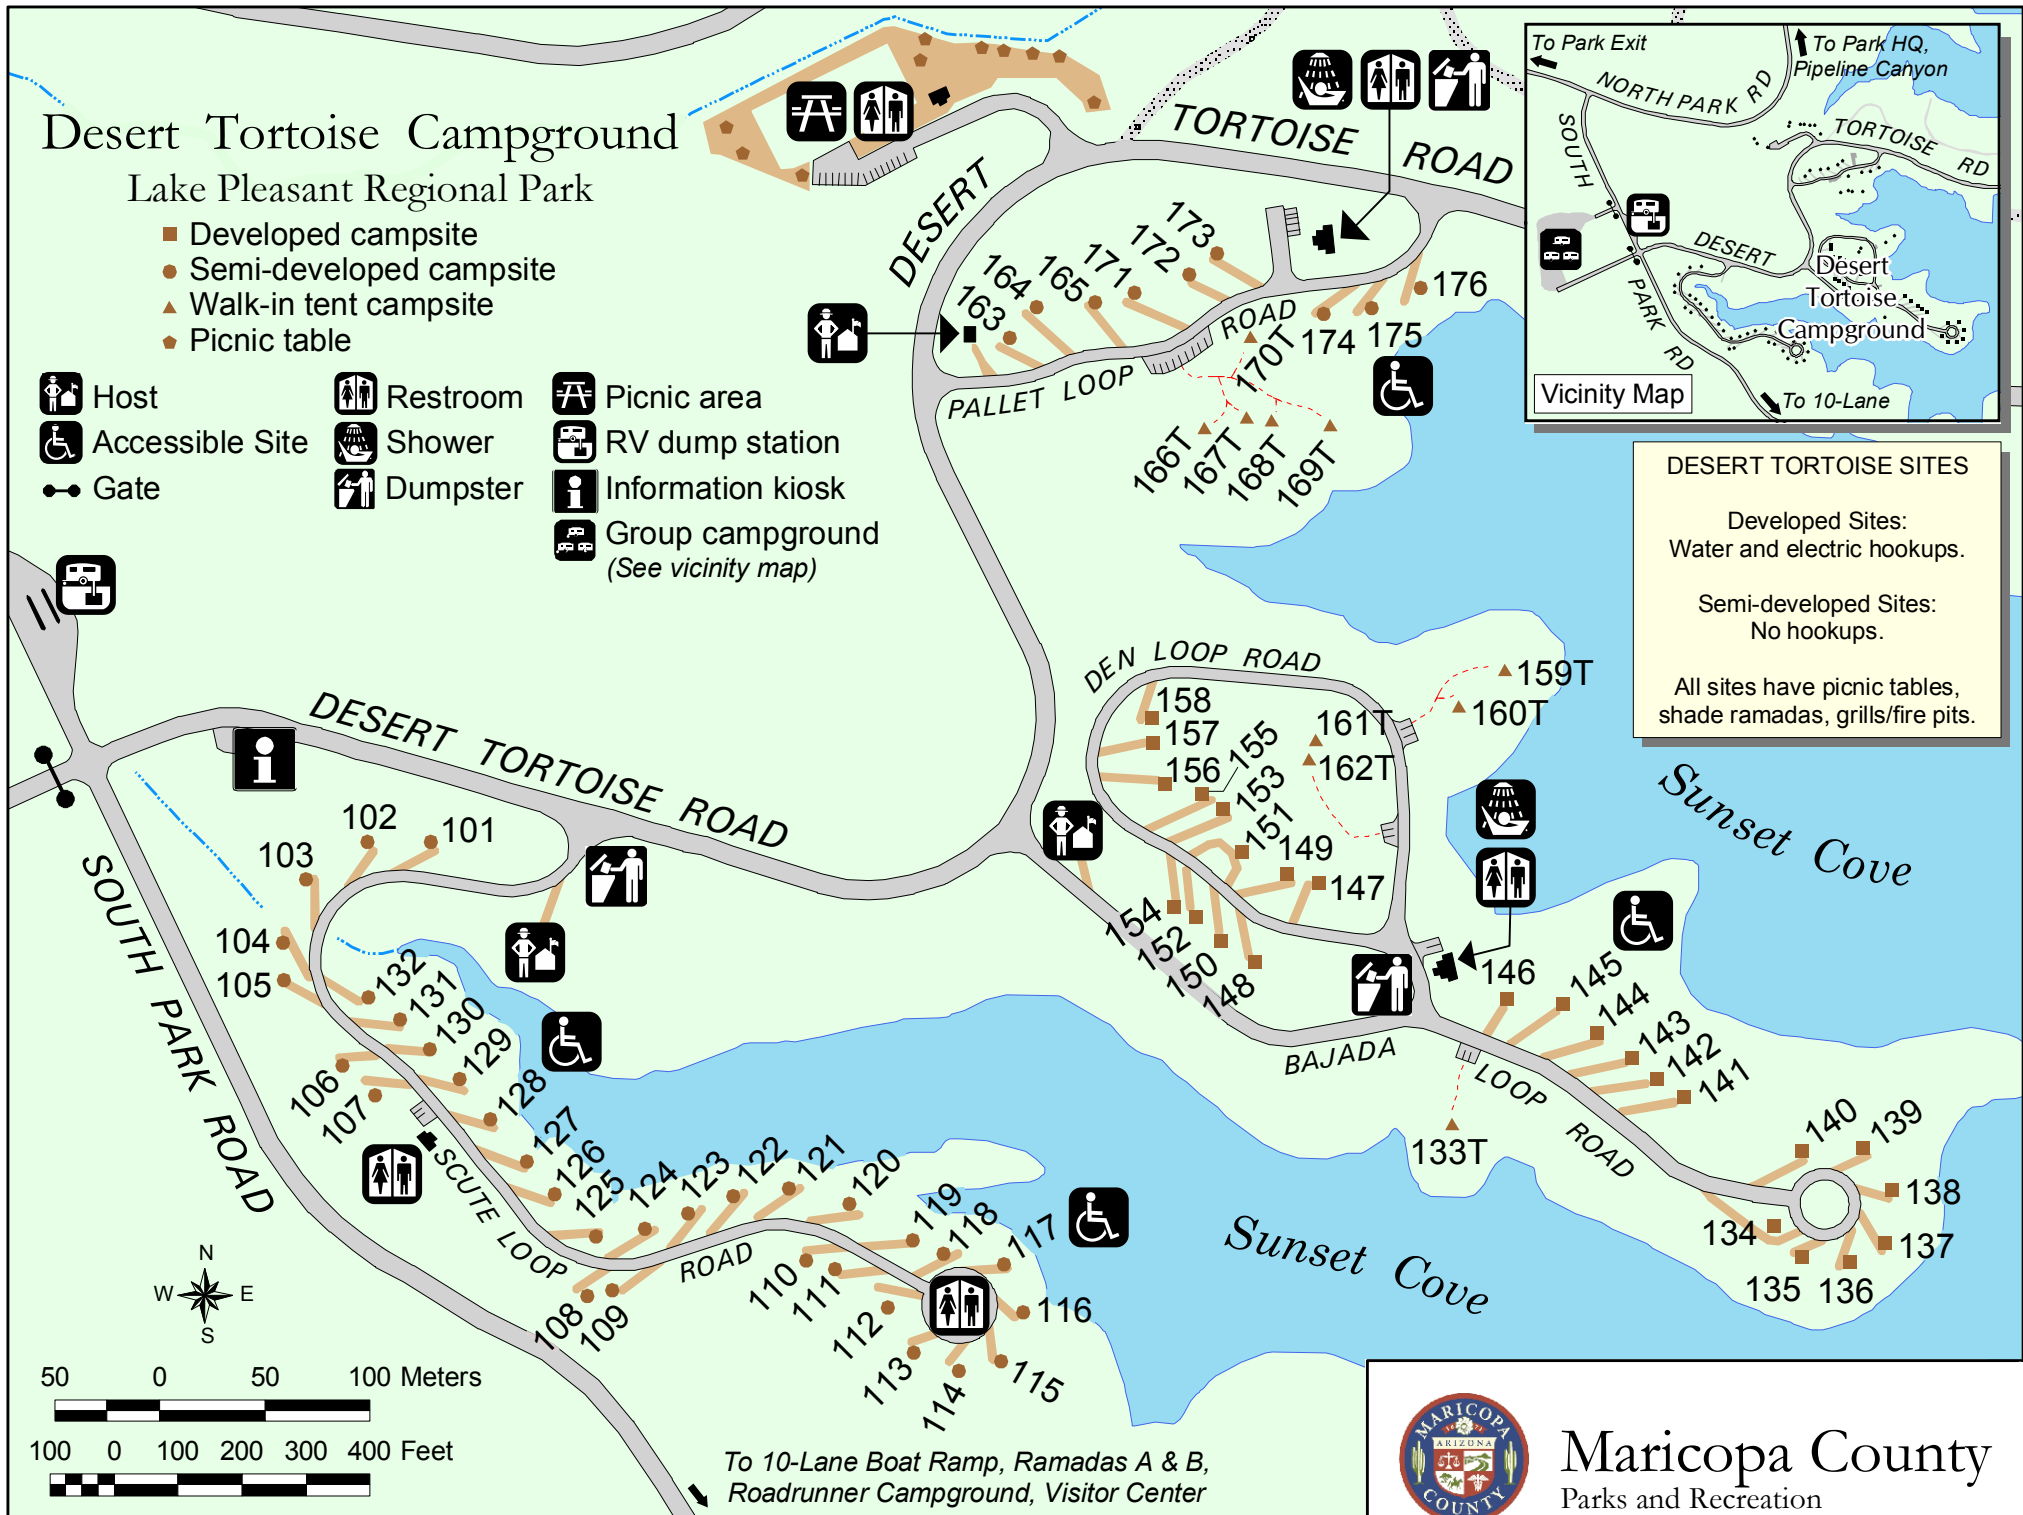 Desert Tortoise Campground
Lake Pleasant Regional Park
Developed campsite
Semi-developed campsite
Walk-in tent campsite
Picnic table
Host
Accessible Site
Gate
Restroom
Shower
Dumpster
Picnic area
RV dump station
Information kiosk
Group campground
(See vicinity map)
DESERT
TORTOISE ROAD
173
172
171
165
164
163
176
175
174
170T
ROAD
PALLET LOOP
166T
167T
168T
169T
To Park Exit
To Park HQ,
Pipeline Canyon
NORTH PARK RD
TORTOISE RD
SOUTH
PARK RD
DESERT
Desert
Tortoise
Campground
Vicinity Map
To 10-Lane
DESERT TORTOISE SITES
Developed Sites:
Water and electric hookups.
Semi-developed Sites:
No hookups.
All sites have picnic tables,
shade ramadas, grills/fire pits.
DEN LOOP ROAD
159T
160T
161T
162T
158
157
156
155
153
151
149
147
154
152
150
148
Sunset Cove
DESERT TORTOISE ROAD
SOUTH PARK ROAD
102
101
103
104
105
132
131
130
129
128
106
107
127
126
125
124
123
122
121
120
119
118
117
116
115
114
113
112
111
110
109
108
SCUTE LOOP
ROAD
146
145
144
143
142
141
140
139
138
137
136
135
134
133T
BAJADA
LOOP
ROAD
Sunset Cove
N
W E
S
50 0 50 100 Meters
100 0 100 200 300 400 Feet
To 10-Lane Boat Ramp, Ramadas A & B,
Roadrunner Campground, Visitor Center
MARICOPA
ARIZONA
COUNTY
Maricopa County
Parks and Recreation